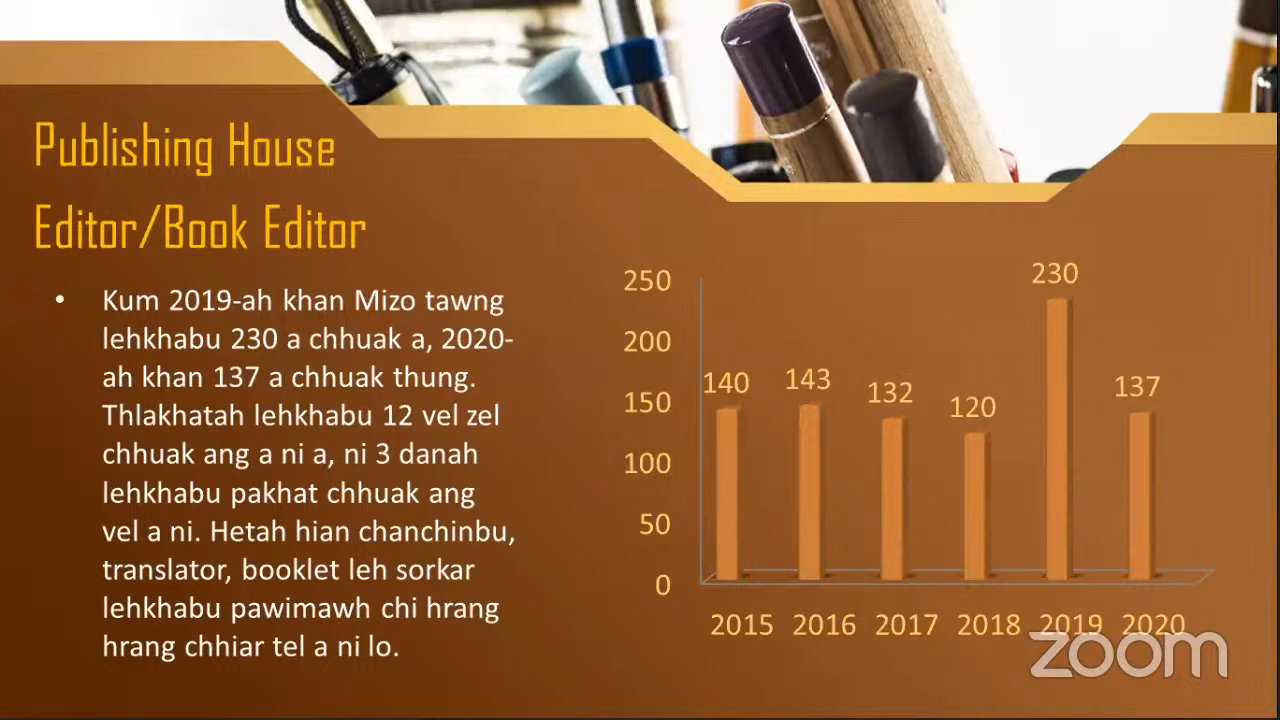 Publishing House
Editor/Book Editor
• Kum 2019-ah khan Mizo tawng
lehkhabu 230 a chhuak a, 2020-
ah khan 137 a chhuak thung.
Thlakhatah lehkhabu 12 vel zel
chhuak ang a ni a, ni 3 danah
lehkhabu pakhat chhuak ang
vel a ni. Hetah hian chanchinbu,
translator, booklet leh sorkar
lehkhabu pawimawh chi hrang
hrang chhiar tel a ni lo.
250
200
150
100
50
0
140
143
132
120
230
137
2015 2016 2017 2018 2019 2020
zoom